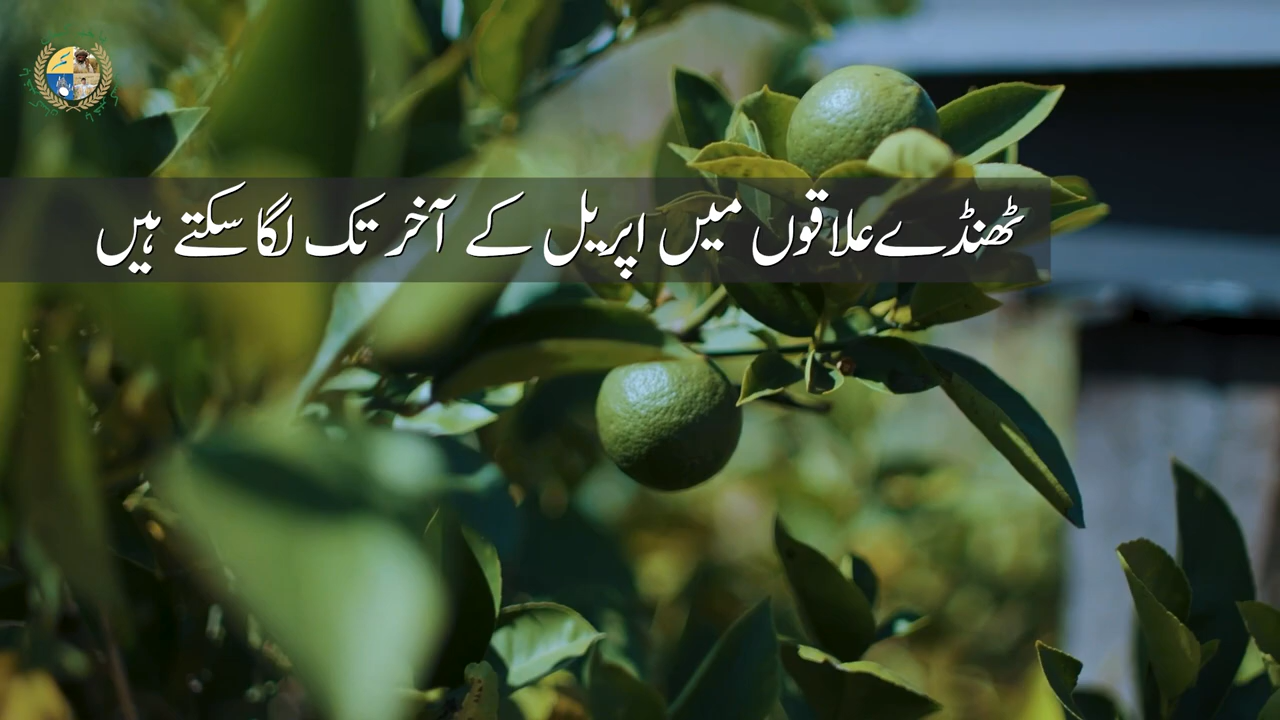 ٹھنڈے علاقوں میں اپریل کے آخر تک لگا سکتے ہیں